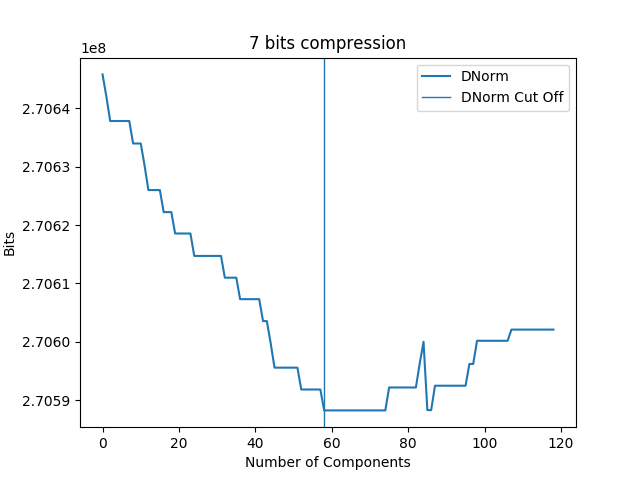 7 bits compression
1e8
DNorm
DNorm Cut Off
2.7064
2.7063
2.7062
2.7061
2.7060
2.7059
Bits
0 20 40 60 80 100 120
Number of Components